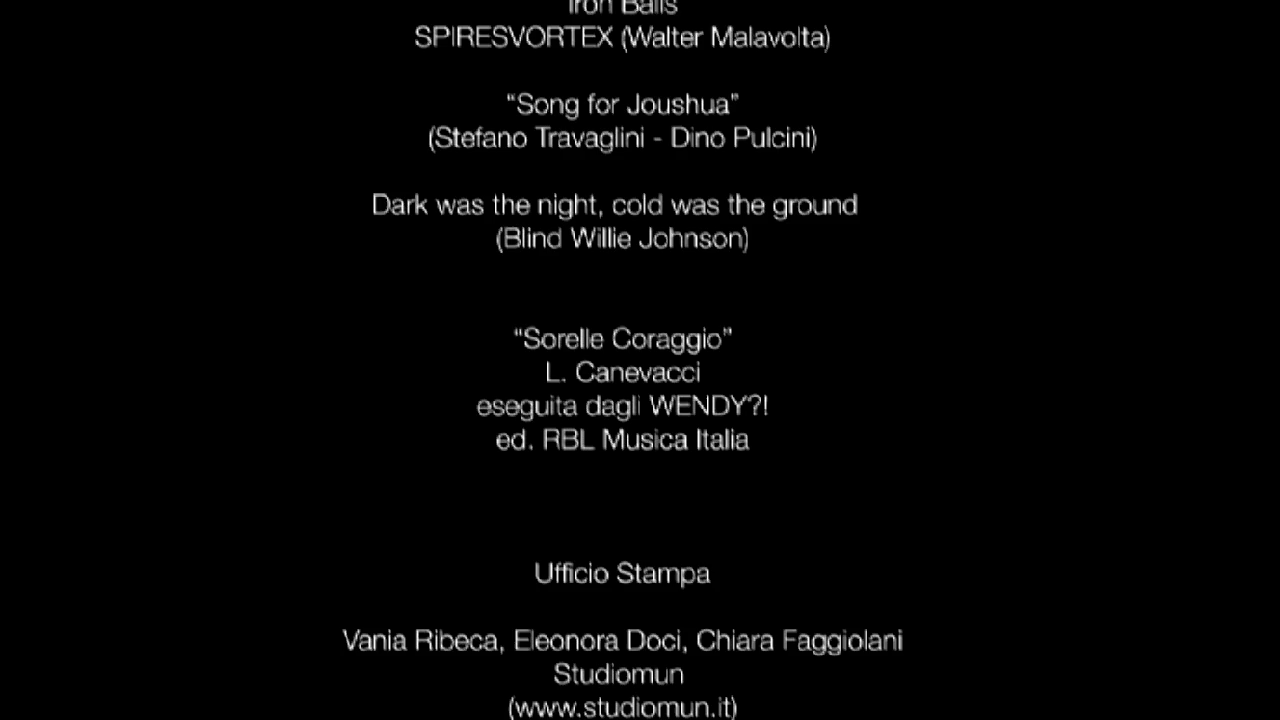 Iron Balls
SPIRESVORTEX (Walter Malavolta)
“Song for Joushua”
(Stefano Travaglini - Dino Pulcini)
Dark was the night, cold was the ground
(Blind Willie Johnson)
“Sorelle Coraggio”
L. Canevacci
eseguita dagli WENDY?!
ed. RBL Musica Italia
Ufficio Stampa
Vania Ribeca, Eleonora Doci, Chiara Faggiolani
Studiomun
(www.studiomun.it)